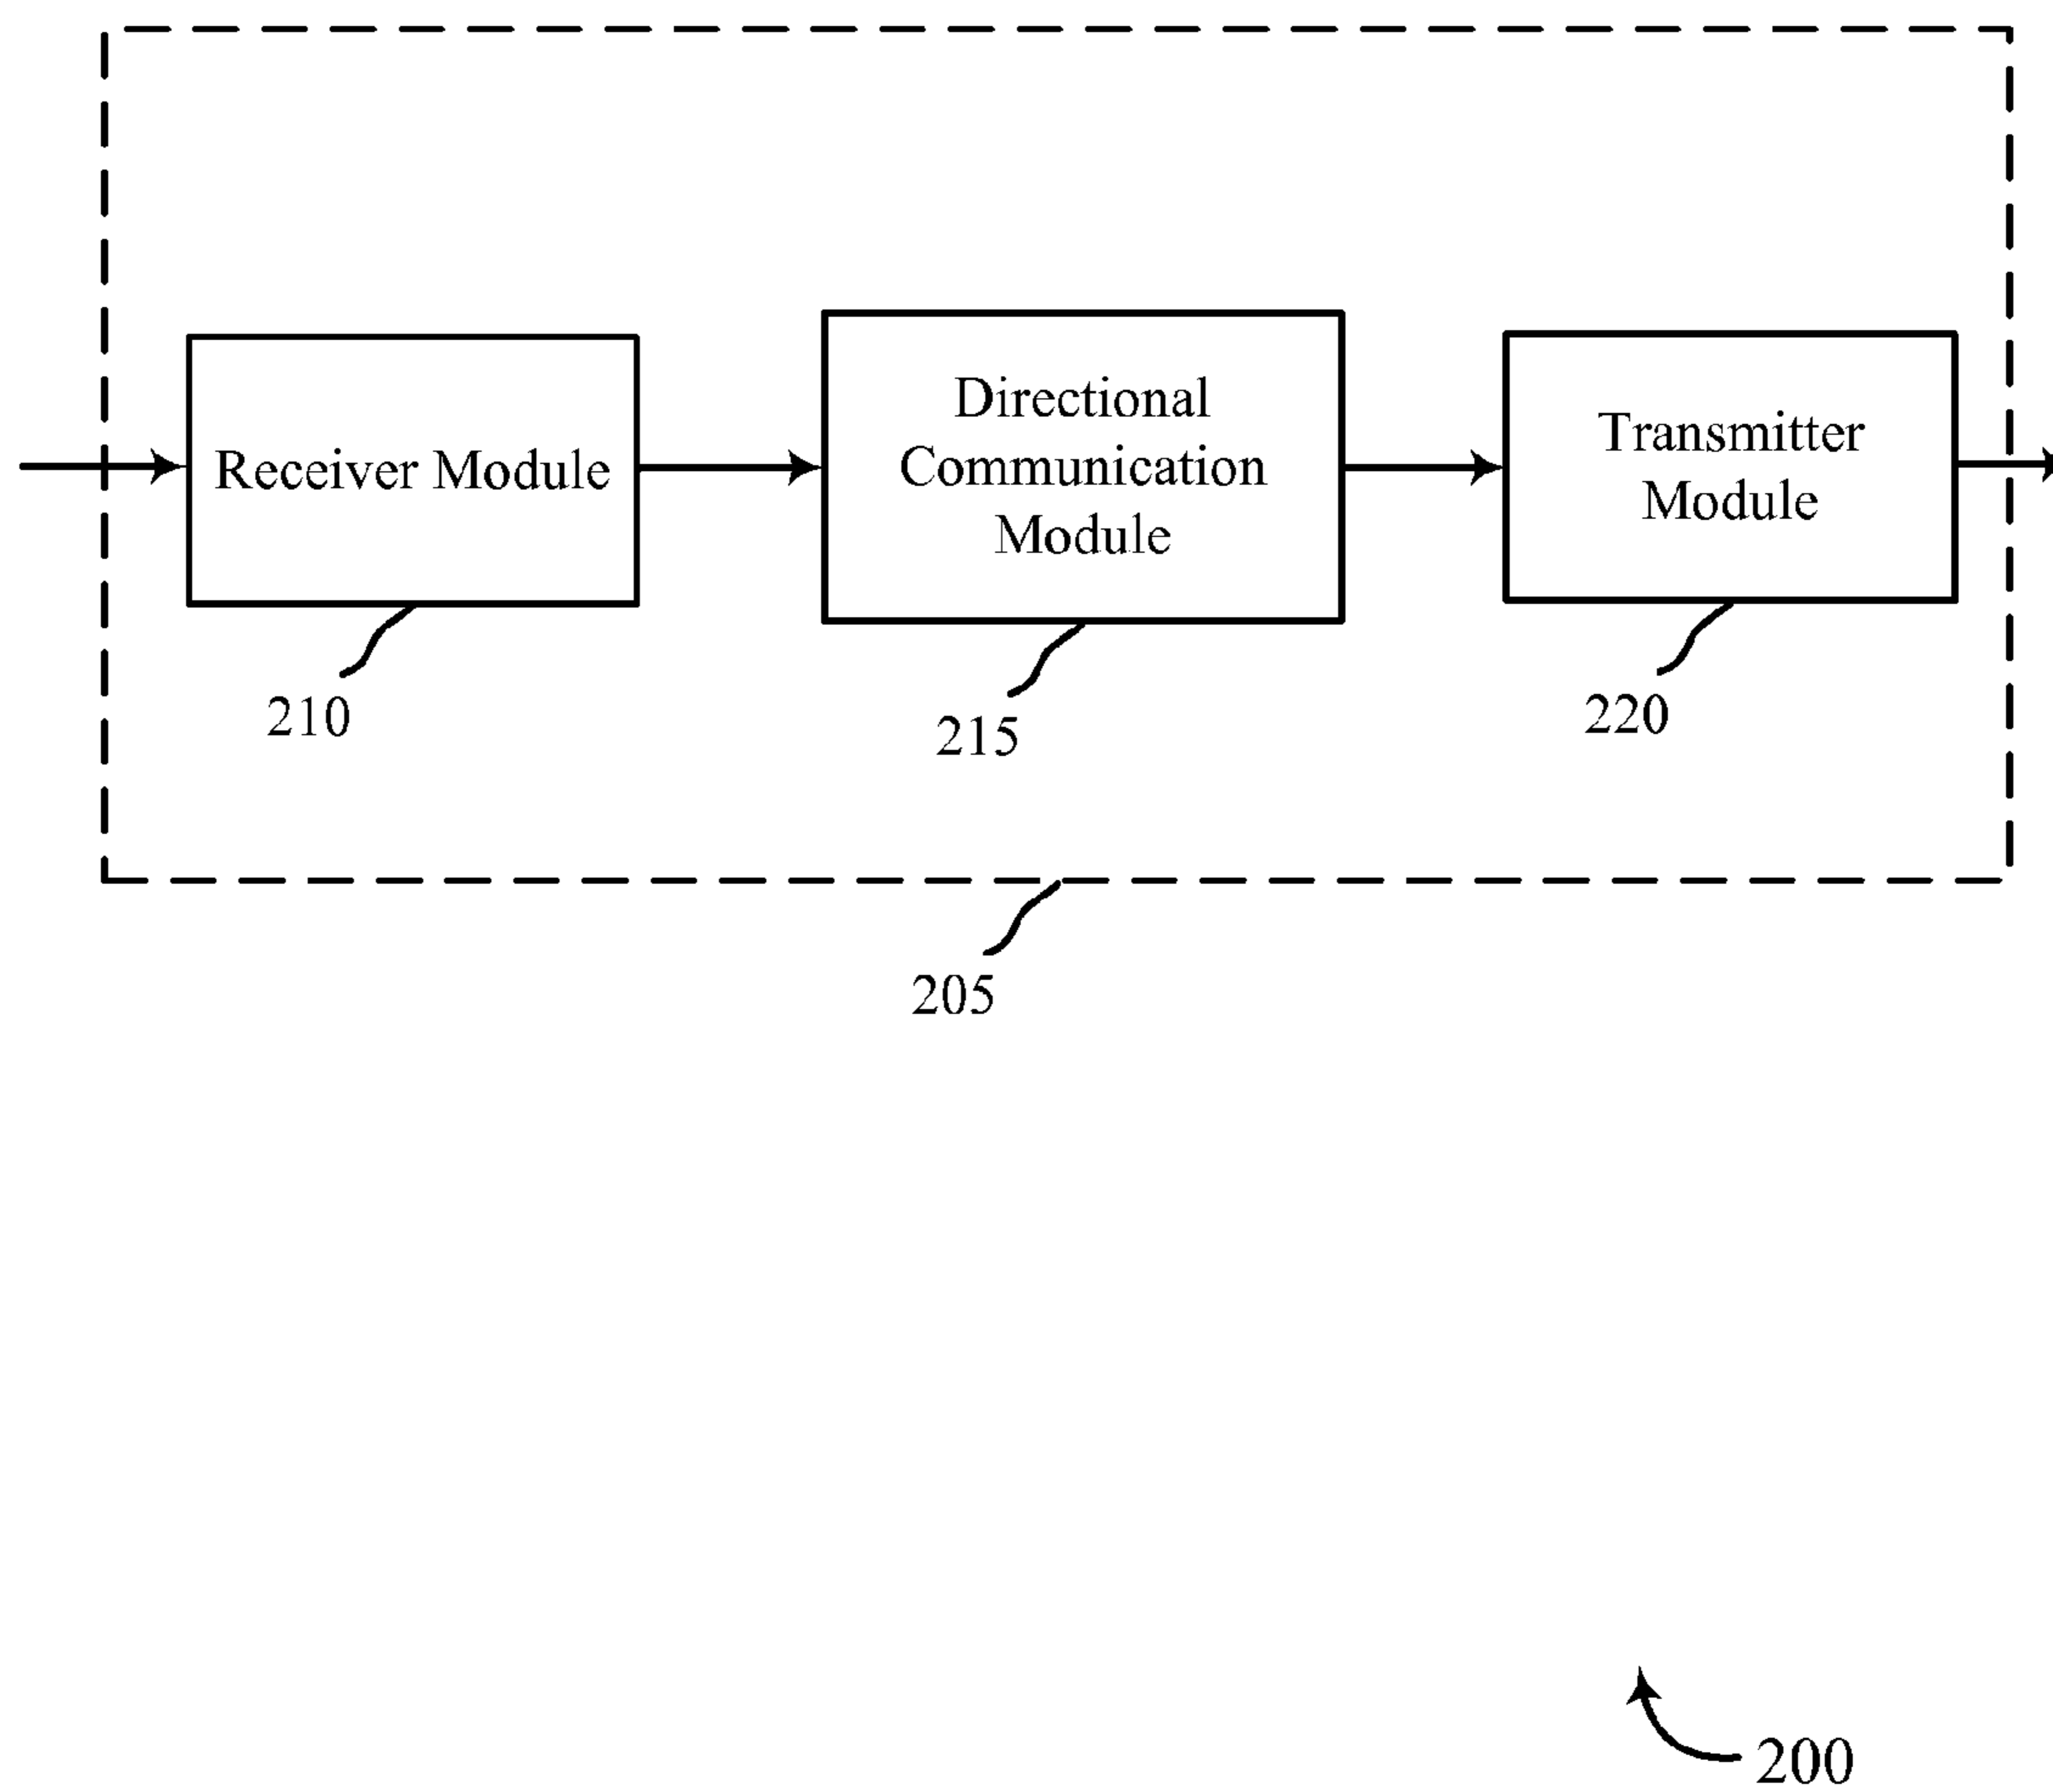 Receiver Module
Directional
Communication
Module
Transmitter
Module
210
215
220
205
200